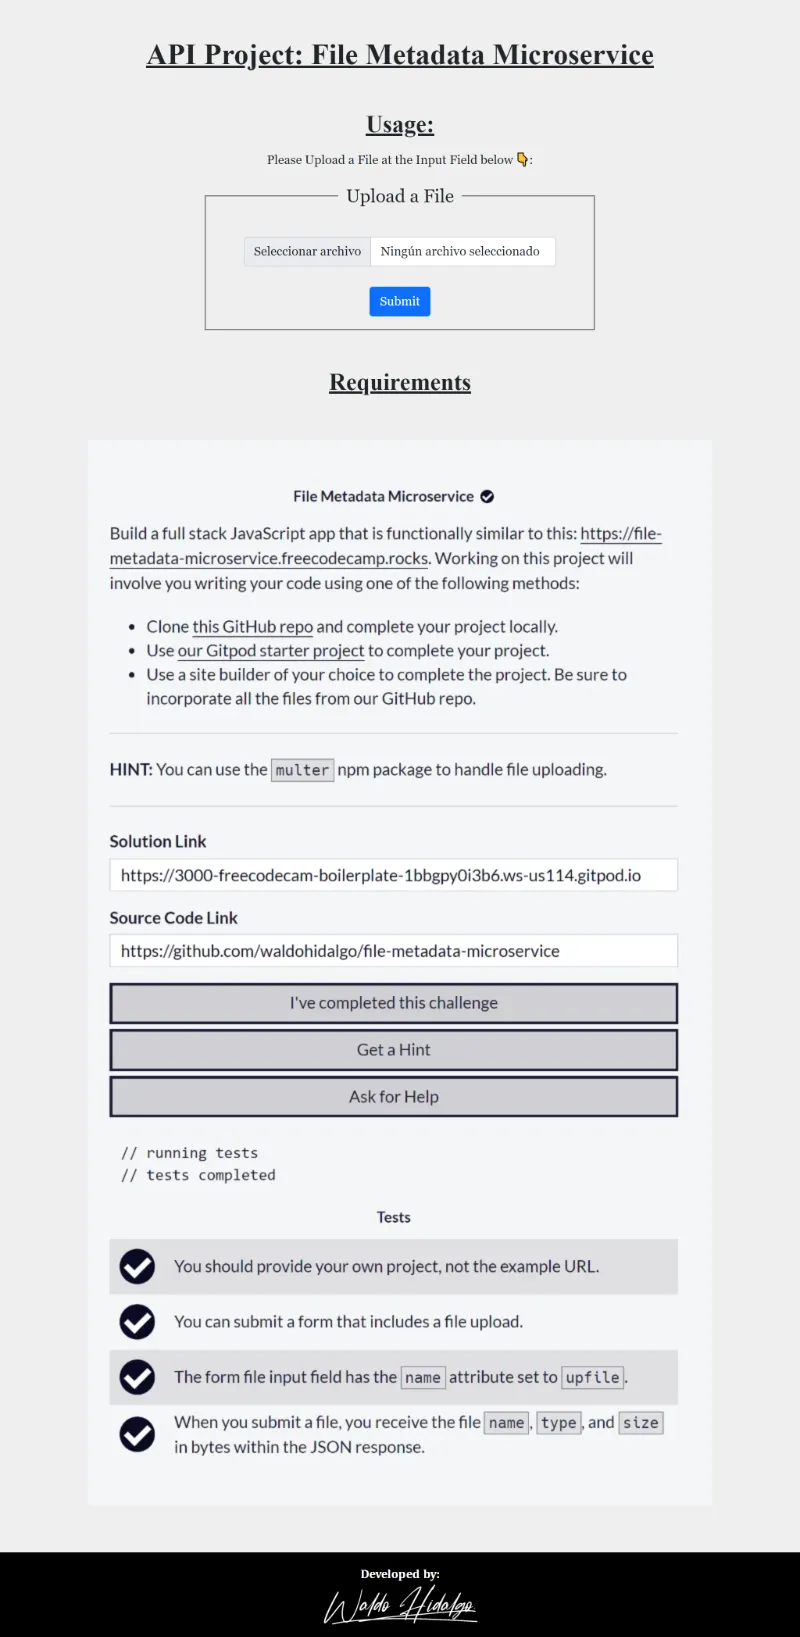 API Project: File Metadata Microservice
Usage:
Please Upload a File at the Input Field below 👇:
Upload a File
Seleccionar archivo Ningún archivo seleccionado
Submit
Requirements
File Metadata Microservice
Build a full stack JavaScript app that is functionally similar to this: https://file-
metadata-microservice.freecodecamp.rocks. Working on this project will
involve you writing your code using one of the following methods:
• Clone this GitHub repo and complete your project locally.
• Use our Gitpod starter project to complete your project.
• Use a site builder of your choice to complete the project. Be sure to
incorporate all the files from our GitHub repo.
HINT: You can use the multer npm package to handle file uploading.
Solution Link
https://3000-freecodecam-boilerplate-1bbgpy0i3b6.ws-us114.gitpod.io
Source Code Link
https://github.com/waldohidalgo/file-metadata-microservice
I've completed this challenge
Get a Hint
Ask for Help
// running tests
// tests completed
Tests
You should provide your own project, not the example URL.
You can submit a form that includes a file upload.
The form file input field has the name attribute set to upfile.
When you submit a file, you receive the file name, type, and size
in bytes within the JSON response.
Developed by:
Waldo Hidalgo